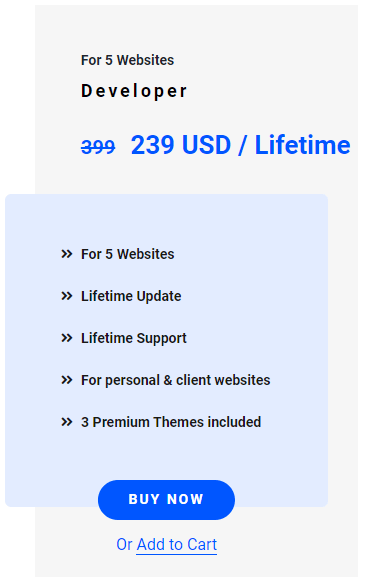 For 5 Websites
Developer
399 239 USD / Lifetime
For 5 Websites
Lifetime Update
Lifetime Support
For personal & client websites
3 Premium Themes included
BUY NOW
Or Add to Cart